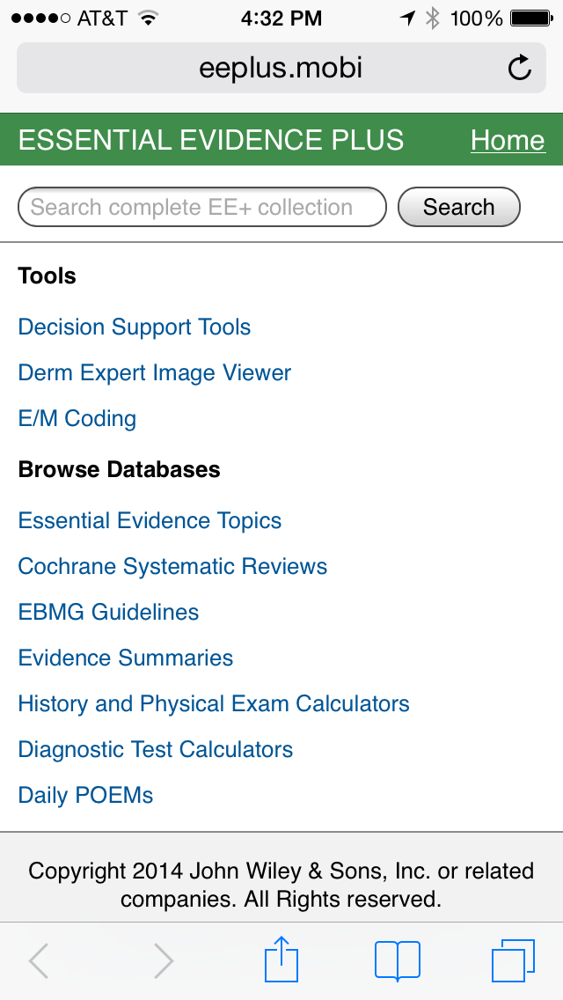 AT&T 4:32 PM 100%
eeplus.mobi
ESSENTIAL EVIDENCE PLUS Home
Search complete EE+ collection Search
Tools
Decision Support Tools
Derm Expert Image Viewer
E/M Coding
Browse Databases
Essential Evidence Topics
Cochrane Systematic Reviews
EBMG Guidelines
Evidence Summaries
History and Physical Exam Calculators
Diagnostic Test Calculators
Daily POEMs
Copyright 2014 John Wiley & Sons, Inc. or related
companies. All Rights reserved.